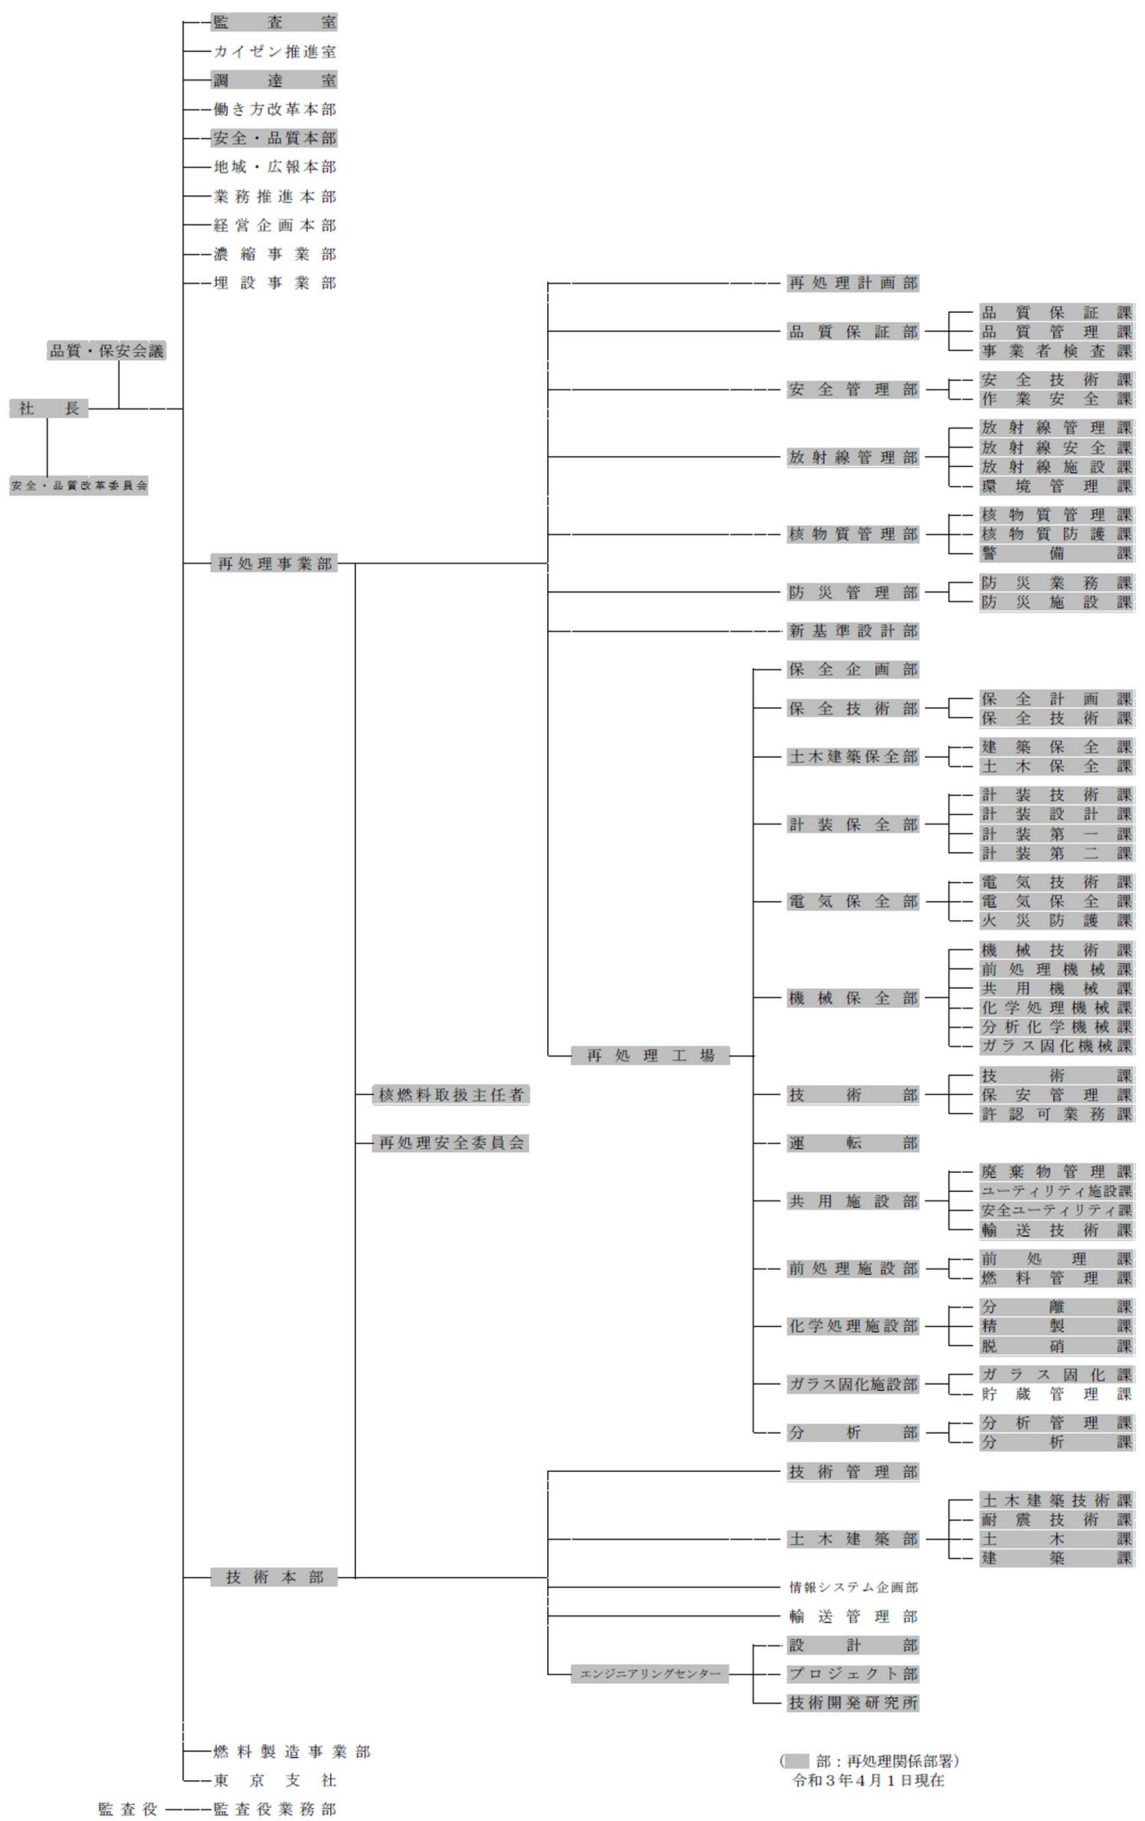 監査室
カイゼン推進室
調達室
働き方改革本部
安全・品質本部
地域・広報本部
業務推進本部
経営企画本部
濃縮事業部
埋設事業部
品質・保安会議
社長
安全・品質改革委員会
再処理事業部
再処理計画部
品質保証部
品質保証課
品質管理課
事業者検査課
安全管理部
安全技術課
作業安全課
放射線管理部
放射線管理課
放射線安全課
放射線施設課
環境管理課
核物質管理部
核物質管理課
核物質防護課
警備課
防災管理部
防災業務課
防災施設課
新基準設計部
再処理工場
保全企画部
保全技術部
保全計画課
保全技術課
土木建築保全部
建築保全課
土木保全課
計装保全部
計装技術課
計装設計課
計装第一課
計装第二課
電気保全部
電気技術課
電気保全課
火災防護課
機械保全部
機械技術課
前処理機械課
共用機械課
化学処理機械課
分析化学機械課
ガラス固化機械課
技術部
技術課
保安管理課
許認可業務課
運転部
共用施設部
廃棄物管理課
ユーティリティ施設課
安全ユーティリティ課
輸送技術課
前処理施設部
前処理課
燃料管理課
化学処理施設部
分離課
精製課
脱硝課
ガラス固化施設部
ガラス固化課
貯蔵管理課
分析部
分析管理課
分析課
核燃料取扱主任者
再処理安全委員会
技術本部
技術管理部
土木建築部
土木建築技術課
耐震技術課
土木課
建築課
情報システム企画部
輸送管理部
エンジニアリングセンター
設計部
プロジェクト部
技術開発研究所
燃料製造事業部
東京支社
監査役
監査役業務部
( 部：再処理関係部署)
令和3年4月1日現在